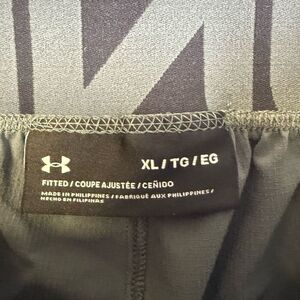 XL / TG / EG
FITTED / COUPE AJUSTÉE / CEÑIDO
MADE IN PHILIPPINES / FABRIQUÉ AUX PHILIPPINES /
HECHO EN FILIPINAS